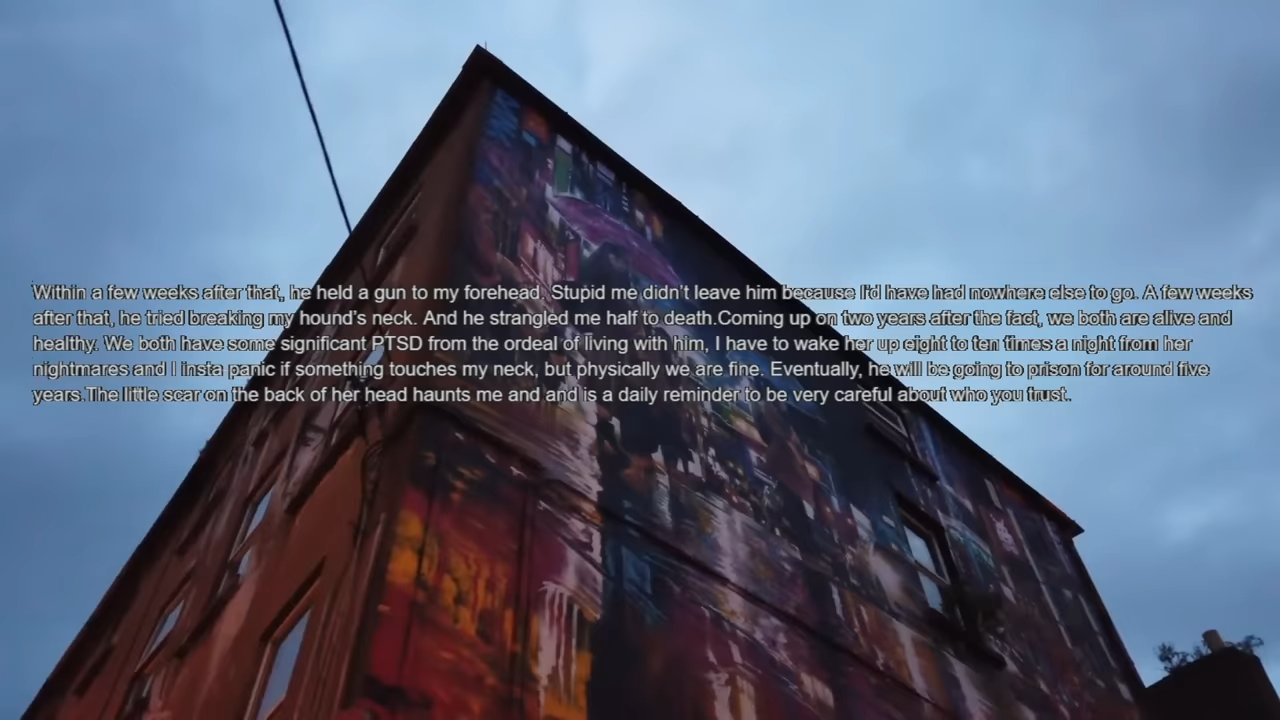 Within a few weeks after that, he held a gun to my forehead. Stupid me didn't leave him because I'd have had nowhere else to go. A few weeks
after that, he tried breaking my hound's neck. And he strangled me half to death.Coming up on two years after the fact, we both are alive and
healthy. We both have some significant PTSD from the ordeal of living with him, I have to wake her up eight to ten times a night from her
nightmares and I insta panic if something touches my neck, but physically we are fine. Eventually, he will be going to prison for around five
years.The little scar on the back of her head haunts me and and is a daily reminder to be very careful about who you trust.